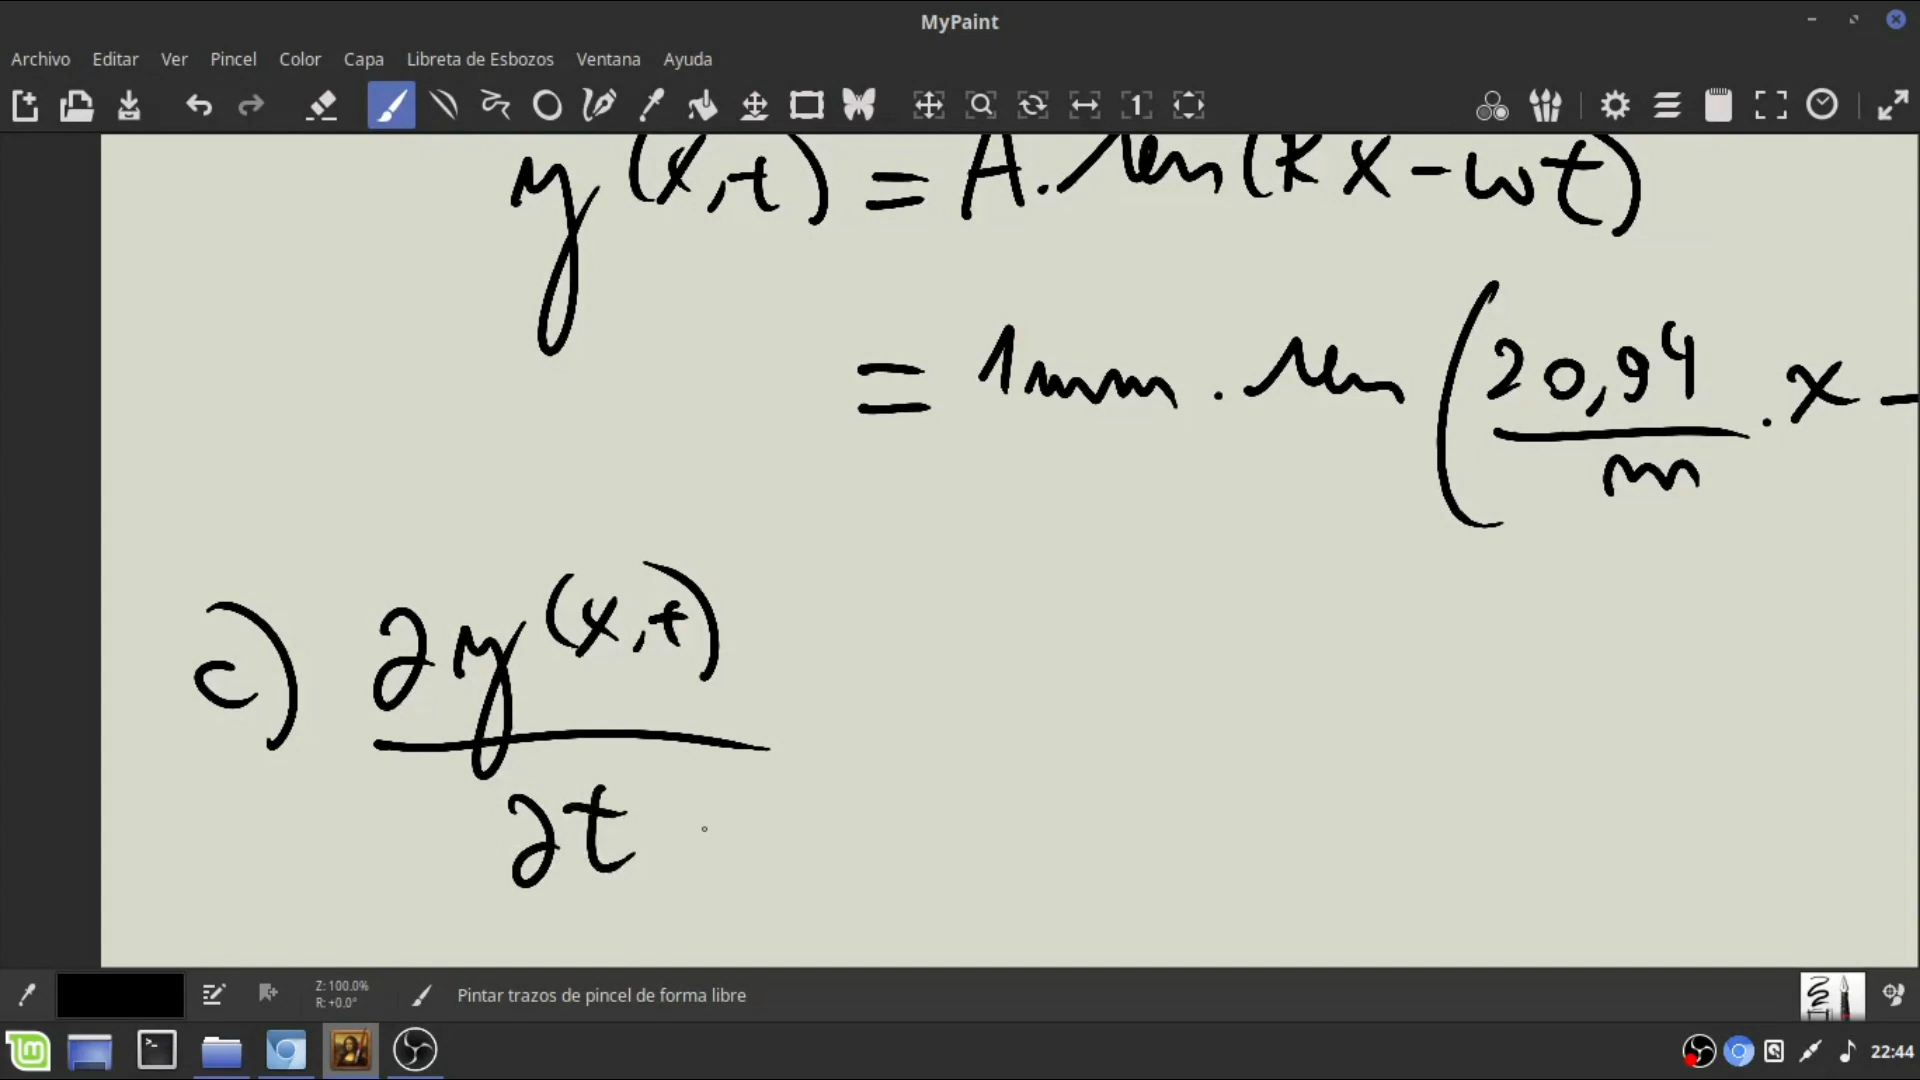 MyPaint
Archivo Editar Ver Pincel Color Capa Libreta de Esbozos Ventana Ayuda
y(x,t) = A.sen(kx-wt)
= 1mm . sen(20,94/m . x -
c) ∂y(x,t)
∂t
Z: 100.0%
R: +0.0°
Pintar trazos de pincel de forma libre
22:44